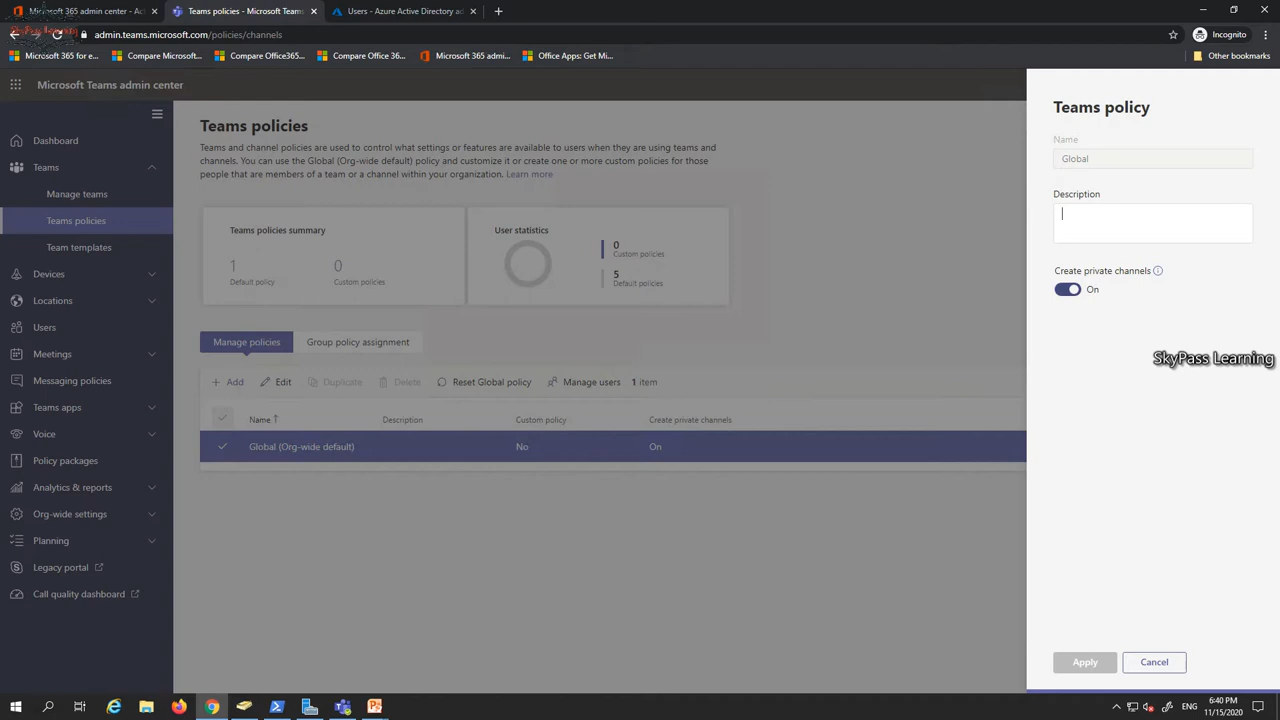 Microsoft 365 admin center - Act
Teams policies - Microsoft Teams
Users - Azure Active Directory ad
SkyPass Learning
admin.teams.microsoft.com/policies/channels
Incognito
Microsoft 365 for e...
Compare Microsoft...
Compare Office365...
Compare Office 36...
Microsoft 365 admi...
Office Apps: Get Mi...
Other bookmarks
Microsoft Teams admin center
Dashboard
Teams
Manage teams
Teams policies
Team templates
Devices
Locations
Users
Meetings
Messaging policies
Teams apps
Voice
Policy packages
Analytics & reports
Org-wide settings
Planning
Legacy portal
Call quality dashboard
Teams policies
Teams and channel policies are used to control what settings or features are available to users when they are using teams and
channels. You can use the Global (Org-wide default) policy and customize it or create one or more custom policies for those
people that are members of a team or a channel within your organization. Learn more
Teams policies summary
1
Default policy
0
Custom policies
User statistics
0
Custom policies
5
Default policies
Manage policies
Group policy assignment
Add
Edit
Duplicate
Delete
Reset Global policy
Manage users
1 item
Name
Description
Custom policy
Create private channels
Global (Org-wide default)
No
On
Teams policy
Name
Global
Description
Create private channels
On
SkyPass Learning
Apply
Cancel
ENG
6:40 PM
11/15/2020